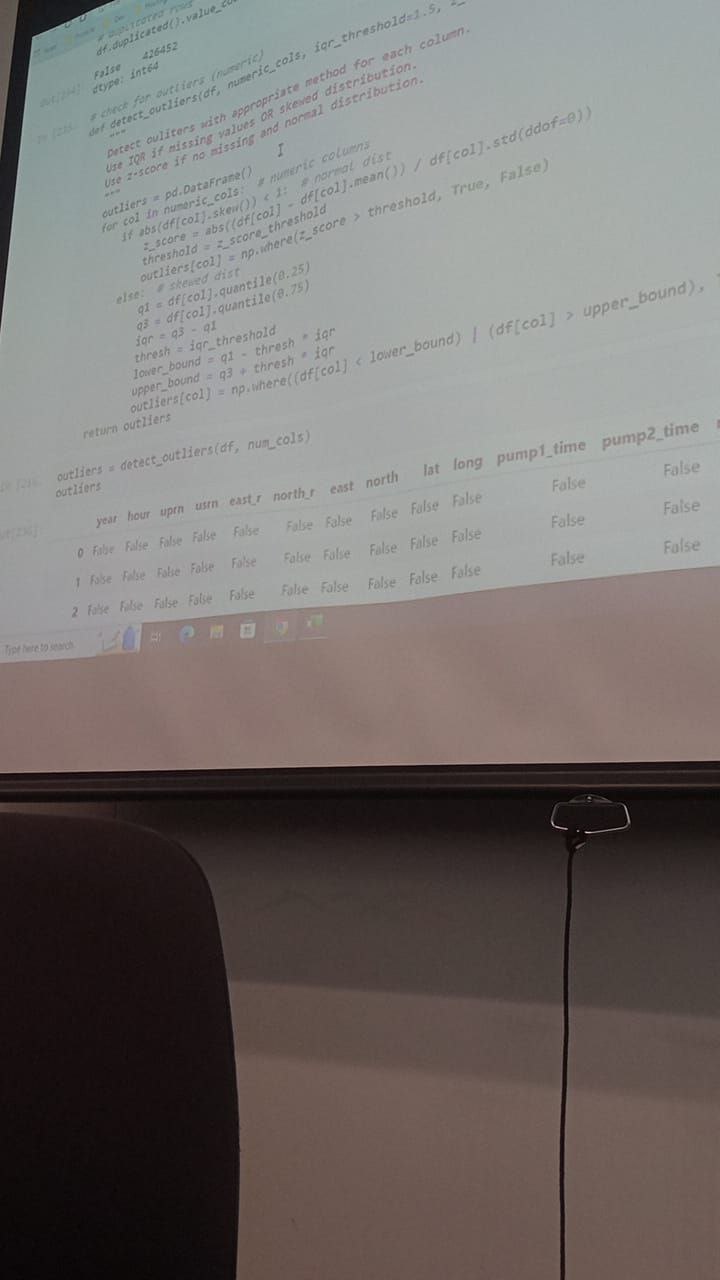 # duplicated rows
df.duplicated().value_co
False 426452
dtype: int64
# check for outliers (numeric)
def detect_outliers(df, numeric_cols, iqr_threshold=1.5,
"""
Detect ouliters with appropriate method for each column.
Use IQR if missing values OR skewed distribution.
Use z-score if no missing and normal distribution.
"""
outliers = pd.DataFrame()
for col in numeric_cols: # numeric columns
if abs(df[col].skew()) < 1: # normal dist
z_score = abs((df[col] - df[col].mean()) / df[col].std(ddof=0))
threshold = z_score_threshold
outliers[col] = np.where(z_score > threshold, True, False)
else: # skewed dist
q1 = df[col].quantile(0.25)
q3 = df[col].quantile(0.75)
iqr = q3 - q1
thresh = iqr_threshold
lower_bound = q1 - thresh * iqr
upper_bound = q3 + thresh * iqr
outliers[col] = np.where((df[col] < lower_bound) | (df[col] > upper_bound),
return outliers
outliers = detect_outliers(df, num_cols)
outliers
year hour uprn usrn east_r north_r east north lat long pump1_time pump2_time
0 False False False False False False False False False False False False
1 False False False False False False False False False False False False
2 False False False False False False False False False False False False
Type here to search